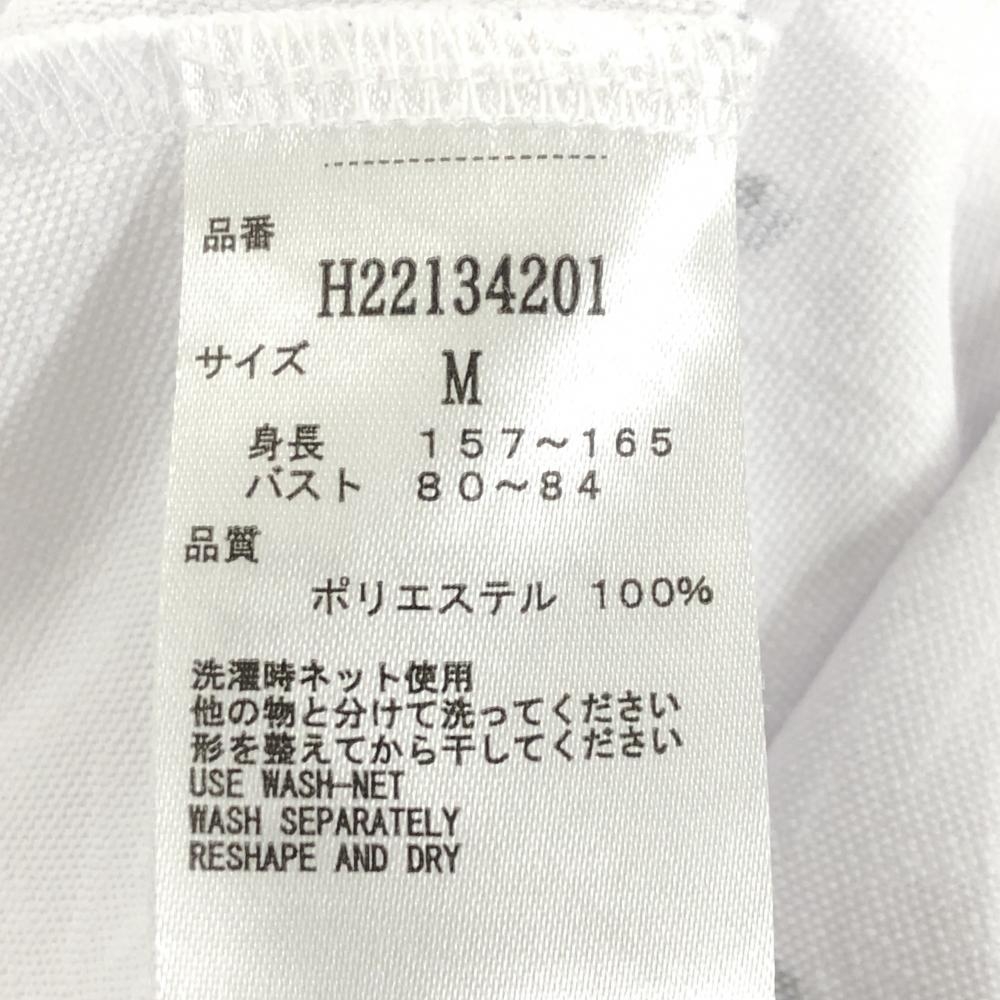 品番
H22134201
サイズ M
身長 157～165
バスト 80～84
品質
ポリエステル 100%
洗濯時ネット使用
他の物と分けて洗ってください
形を整えてから干してください
USE WASH-NET
WASH SEPARATELY
RESHAPE AND DRY